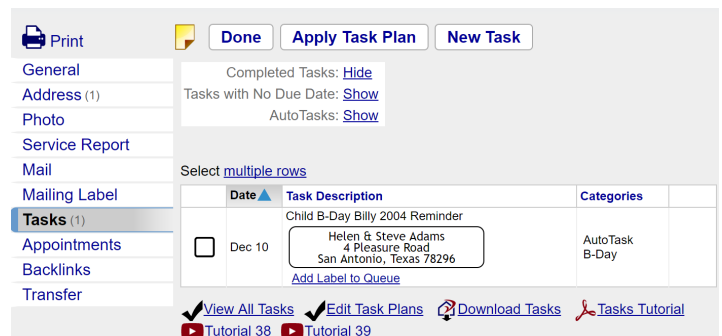 Print
Done Apply Task Plan New Task
General
Address (1)
Photo
Service Report
Mail
Mailing Label
Tasks (1)
Appointments
Backlinks
Transfer
Completed Tasks: Hide
Tasks with No Due Date: Show
AutoTasks: Show
Select multiple rows
Date Task Description Categories
Child B-Day Billy 2004 Reminder
Dec 10
Helen & Steve Adams
4 Pleasure Road
San Antonio, Texas 78296
Add Label to Queue
AutoTask
B-Day
View All Tasks Edit Task Plans Download Tasks Tasks Tutorial
Tutorial 38 Tutorial 39